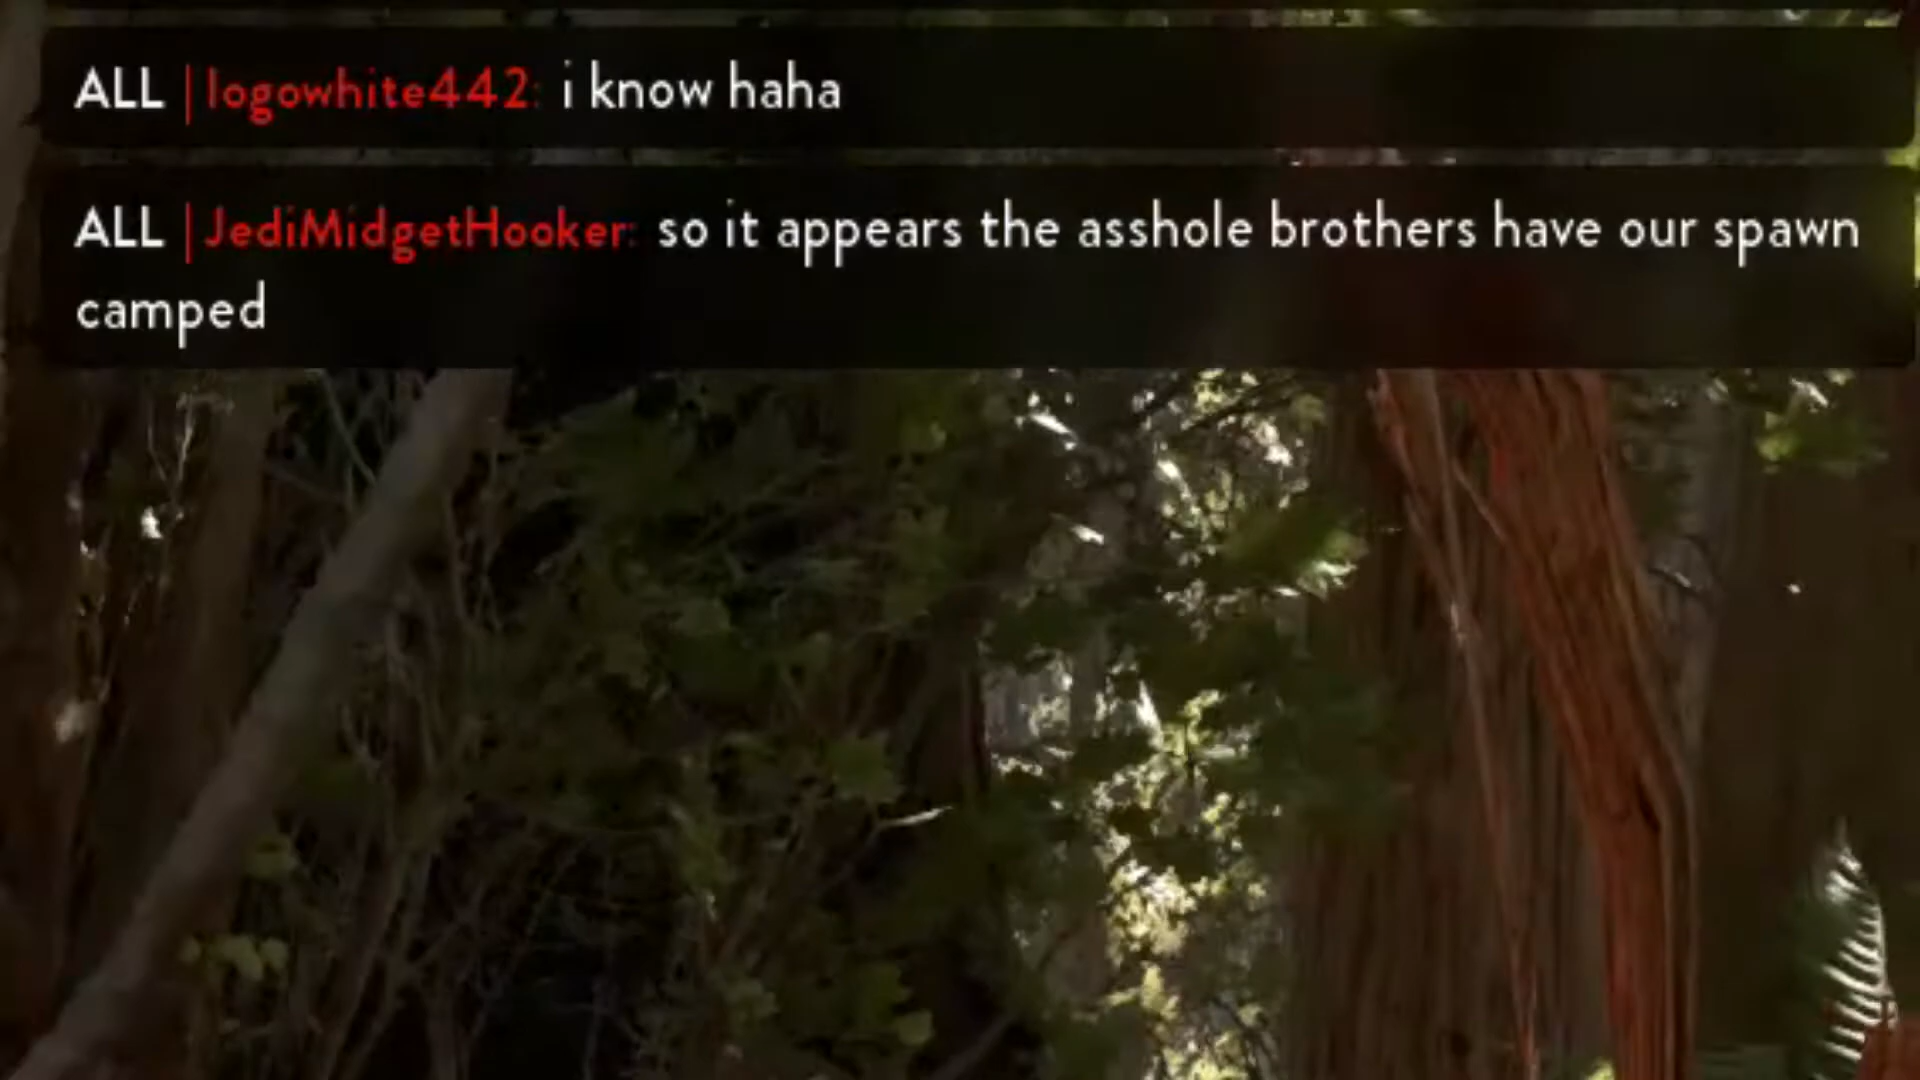 ALL | logowhite442: i know haha
ALL | JediMidgetHooker: so it appears the asshole brothers have our spawn
camped